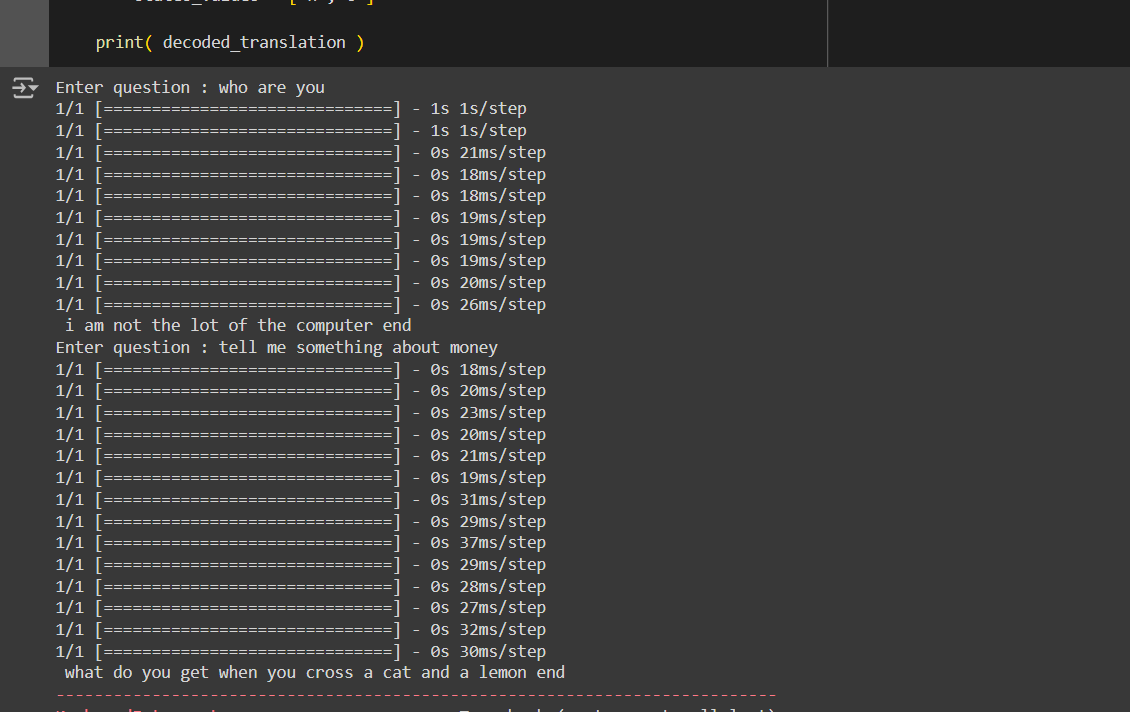 print( decoded_translation )
Enter question : who are you
1/1 [==============================] - 1s 1s/step
1/1 [==============================] - 1s 1s/step
1/1 [==============================] - 0s 21ms/step
1/1 [==============================] - 0s 18ms/step
1/1 [==============================] - 0s 18ms/step
1/1 [==============================] - 0s 19ms/step
1/1 [==============================] - 0s 19ms/step
1/1 [==============================] - 0s 19ms/step
1/1 [==============================] - 0s 20ms/step
1/1 [==============================] - 0s 26ms/step
i am not the lot of the computer end
Enter question : tell me something about money
1/1 [==============================] - 0s 18ms/step
1/1 [==============================] - 0s 20ms/step
1/1 [==============================] - 0s 23ms/step
1/1 [==============================] - 0s 20ms/step
1/1 [==============================] - 0s 21ms/step
1/1 [==============================] - 0s 19ms/step
1/1 [==============================] - 0s 31ms/step
1/1 [==============================] - 0s 29ms/step
1/1 [==============================] - 0s 37ms/step
1/1 [==============================] - 0s 29ms/step
1/1 [==============================] - 0s 28ms/step
1/1 [==============================] - 0s 27ms/step
1/1 [==============================] - 0s 32ms/step
1/1 [==============================] - 0s 30ms/step
what do you get when you cross a cat and a lemon end
---------------------------------------------------------------------------